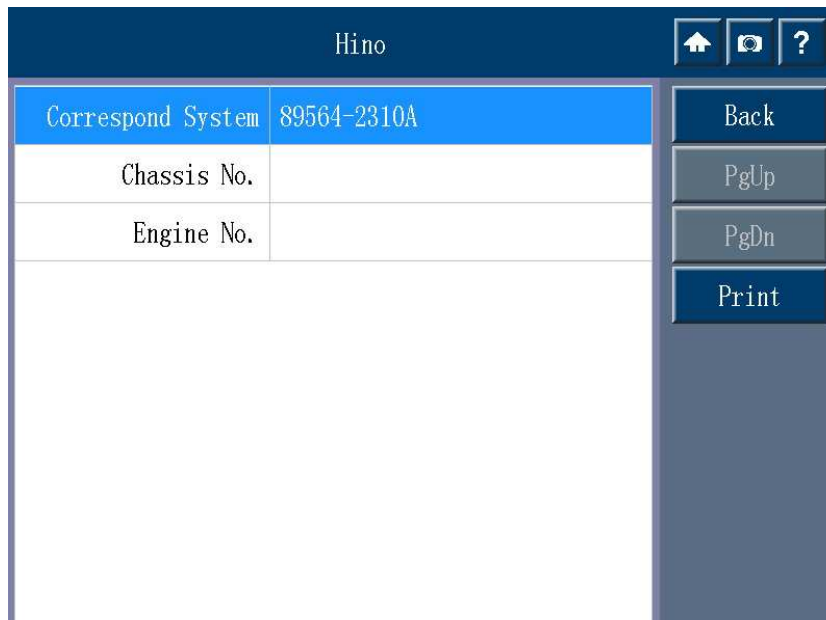 Hino
?
Correspond System 89564-2310A
Chassis No.
Engine No.
Back
PgUp
PgDn
Print